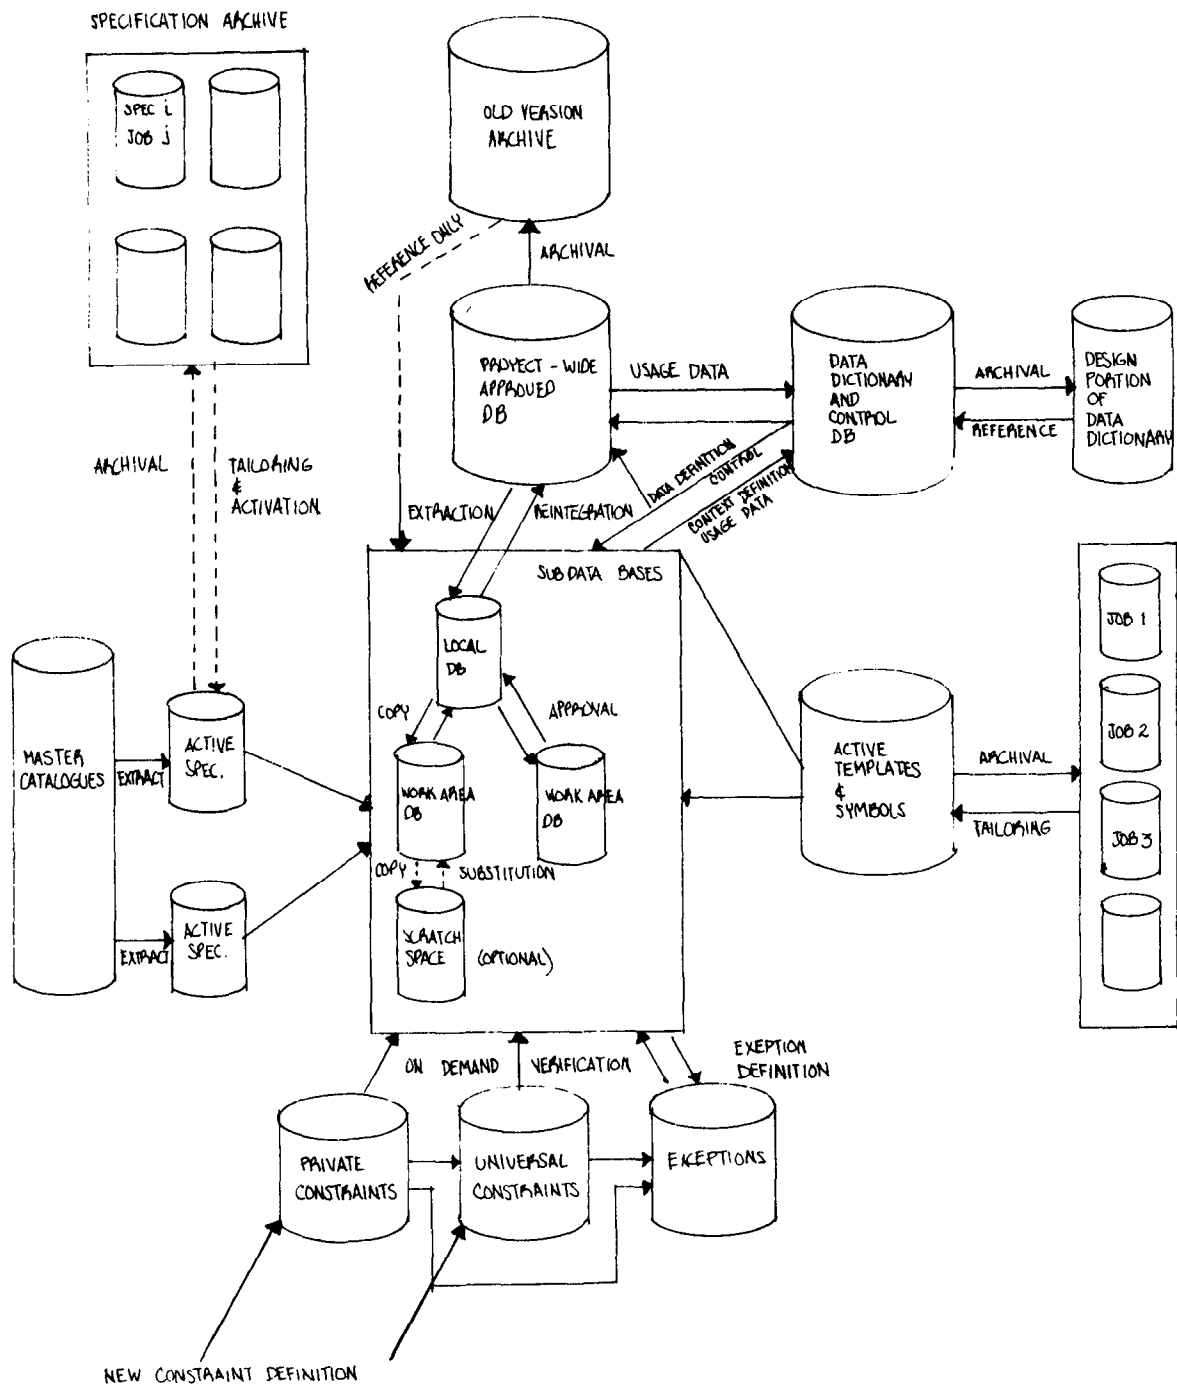 SPECIFICATION ARCHIVE
SPEC i
JOB j
OLD VERSION
ARCHIVE
REFERENCE ONLY
ARCHIVAL
PROYECT - WIDE
APPROVED
DB
USAGE DATA
DATA
DICTIONARY
AND
CONTROL
DB
ARCHIVAL
REFERENCE
DESIGN
PORTION
OF
DATA
DICTIONARY
ARCHIVAL
TAILORING
&
ACTIVATION
EXTRACTION
REINTEGRATION
DATA DEFINITION
CONTROL
CONTEXT DEFINITION
USAGE DATA
SUB DATA BASES
LOCAL
DB
COPY
APPROVAL
WORK AREA
DB
WORK AREA
DB
COPY
SUBSTITUTION
SCRATCH
SPACE
(OPTIONAL)
MASTER
CATALOGUES
EXTRACT
ACTIVE
SPEC.
EXTRACT
ACTIVE
SPEC.
ACTIVE
TEMPLATES
&
SYMBOLS
ARCHIVAL
TAILORING
JOB 1
JOB 2
JOB 3
ON DEMAND VERIFICATION
EXEPTION
DEFINITION
PRIVATE
CONSTRAINTS
UNIVERSAL
CONSTRAINTS
EXCEPTIONS
NEW CONSTRAINT DEFINITION